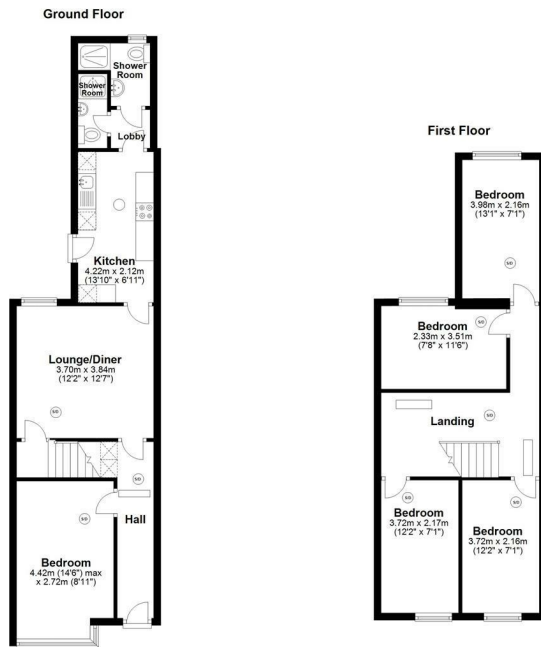 Ground Floor
Shower
Room
Shower
Room
Lobby
Kitchen
4.22m x 2.12m
(13'10" x 6'11")
Lounge/Diner
3.70m x 3.84m
(12'2" x 12'7")
S/D
S/D
S/D
Hall
Bedroom
4.42m (14'6") max
x 2.72m (8'11")
First Floor
Bedroom
3.98m x 2.16m
(13'1" x 7'1")
S/D
Bedroom
2.33m x 3.51m
(7'8" x 11'6")
S/D
Landing
S/D
S/D
Bedroom
3.72m x 2.17m
(12'2" x 7'1")
S/D
Bedroom
3.72m x 2.16m
(12'2" x 7'1")